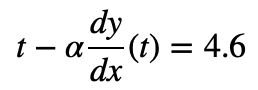 t − α dy/dx (t) = 4.6